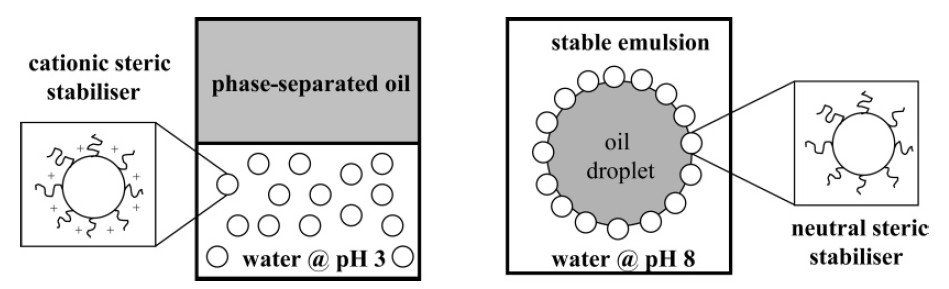 cationic steric
stabiliser
phase-separated oil
+ + + + + + + +
water @ pH 3
stable emulsion
oil
droplet
water @ pH 8
neutral steric
stabiliser